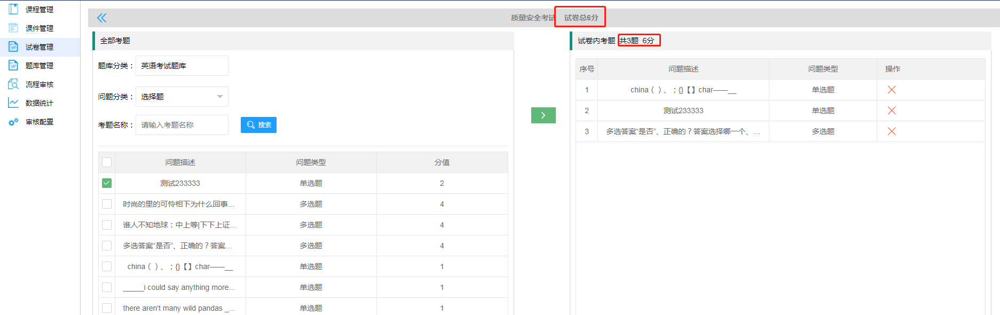 课程管理
课件管理
试卷管理
题库管理
流程审核
数据统计
审核配置
质量安全考试 试卷总6分
全部考题
题库分类： 英语考试题库
问题分类： 选择题
考题名称： 请输入考题名称 搜索
问题描述 问题类型 分值
测试233333 单选题 2
时尚的里的可怜相下为什么回事... 多选题 4
谁人不知地球：中上等|下下上证... 多选题 4
多选答案“是否”、正确的？答案... 多选题 4
china（ ）、；{}【】char——__ 单选题 1
_____i could say anything more... 单选题 1
there aren't many wild pandas _... 单选题 1
试卷内考题 共3题 6分
序号 问题描述 问题类型 操作
1 china（ ）、；{}【】char——__ 单选题
2 测试233333 单选题
3 多选答案“是否”、正确的？答案选择哪一个、... 多选题